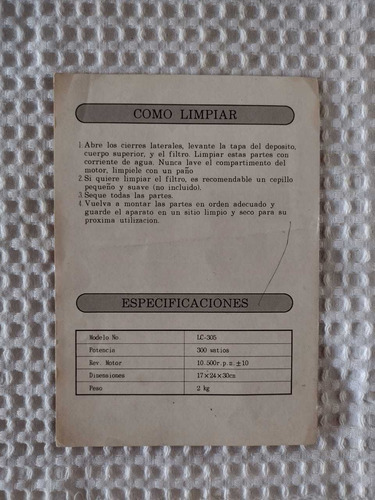 COMO LIMPIAR
1. Abre los cierros laterales, levante la tapa del deposito,
cuerpo superior, y el filtro. Limpiar estas partes con
corriente de agua. Nunca lave el compartimento del
motor, limpiele con un paño
2. Si quiere limpiar el filtro, es recomendable un cepillo
pequeño y suave (no incluido).
3. Seque todas las partes.
4. Vuelva a montar las partes en orden adecuado y
guarde el aparato en un sitio limpio y seco para su
proxima utilizacion.
ESPECIFICACIONES
Modelo No LC-305
Potencie 300 watios
Rev. Motor 10.500r.p.m.±10
Dimensiones 17×24×30cm
Peso 2 kg